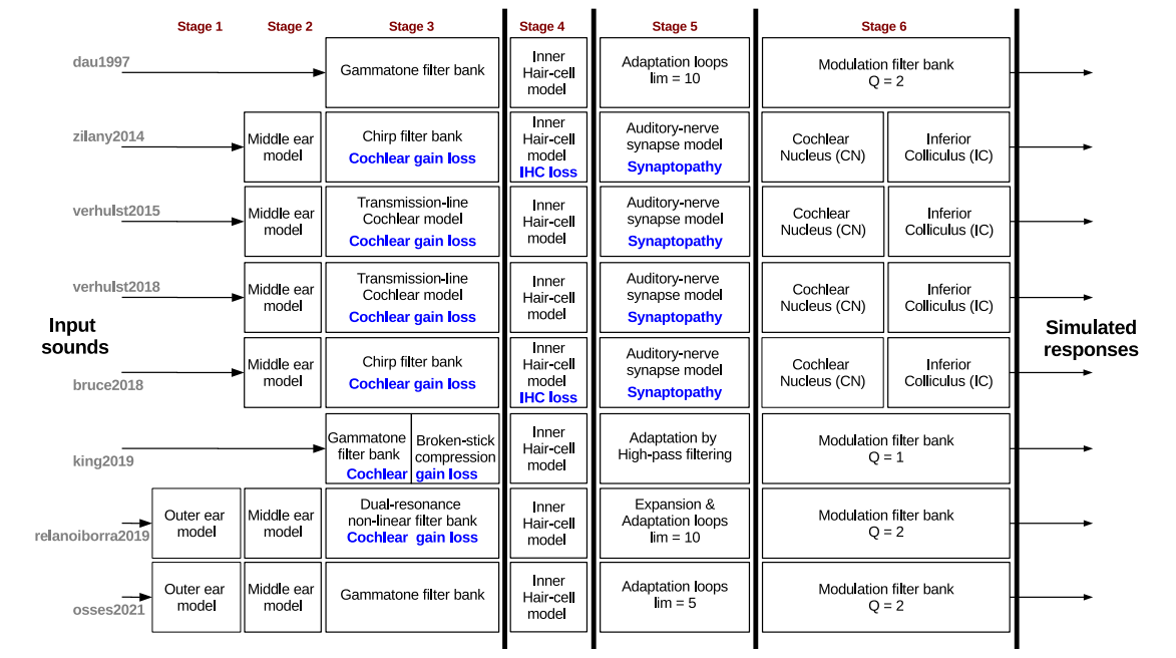 Stage 1 Stage 2 Stage 3 Stage 4 Stage 5 Stage 6
dau1997
Gammatone filter bank
Inner
Hair-cell
model
Adaptation loops
lim = 10
Modulation filter bank
Q = 2
zilany2014
Middle ear
model
Chirp filter bank
Cochlear gain loss
Inner
Hair-cell
model
IHC loss
Auditory-nerve
synapse model
Synaptopathy
Cochlear
Nucleus (CN)
Inferior
Colliculus (IC)
verhulst2015
Middle ear
model
Transmission-line
Cochlear model
Cochlear gain loss
Inner
Hair-cell
model
Auditory-nerve
synapse model
Synaptopathy
Cochlear
Nucleus (CN)
Inferior
Colliculus (IC)
verhulst2018
Middle ear
model
Transmission-line
Cochlear model
Cochlear gain loss
Inner
Hair-cell
model
Auditory-nerve
synapse model
Synaptopathy
Cochlear
Nucleus (CN)
Inferior
Colliculus (IC)
Input
sounds
Simulated
responses
bruce2018
Middle ear
model
Chirp filter bank
Cochlear gain loss
Inner
Hair-cell
model
IHC loss
Auditory-nerve
synapse model
Synaptopathy
Cochlear
Nucleus (CN)
Inferior
Colliculus (IC)
king2019
Gammatone
filter bank
Broken-stick
compression
Cochlear gain loss
Inner
Hair-cell
model
Adaptation by
High-pass filtering
Modulation filter bank
Q = 1
relanoiborra2019
Outer ear
model
Middle ear
model
Dual-resonance
non-linear filter bank
Cochlear gain loss
Inner
Hair-cell
model
Expansion &
Adaptation loops
lim = 10
Modulation filter bank
Q = 2
osses2021
Outer ear
model
Middle ear
model
Gammatone filter bank
Inner
Hair-cell
model
Adaptation loops
lim = 5
Modulation filter bank
Q = 2